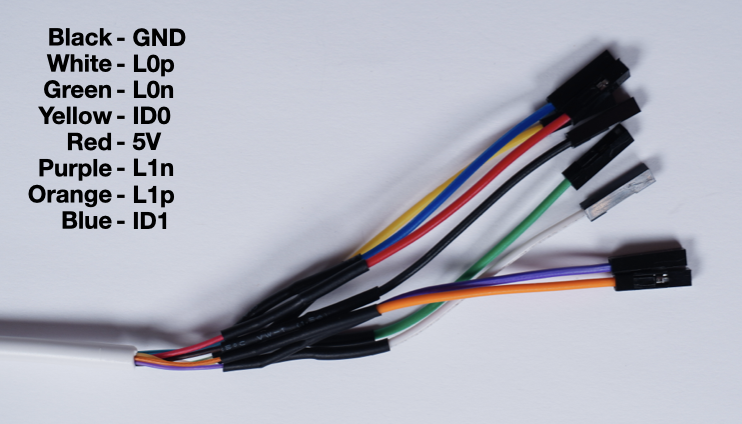 Black - GND
White - L0p
Green - L0n
Yellow - ID0
Red - 5V
Purple - L1n
Orange - L1p
Blue - ID1